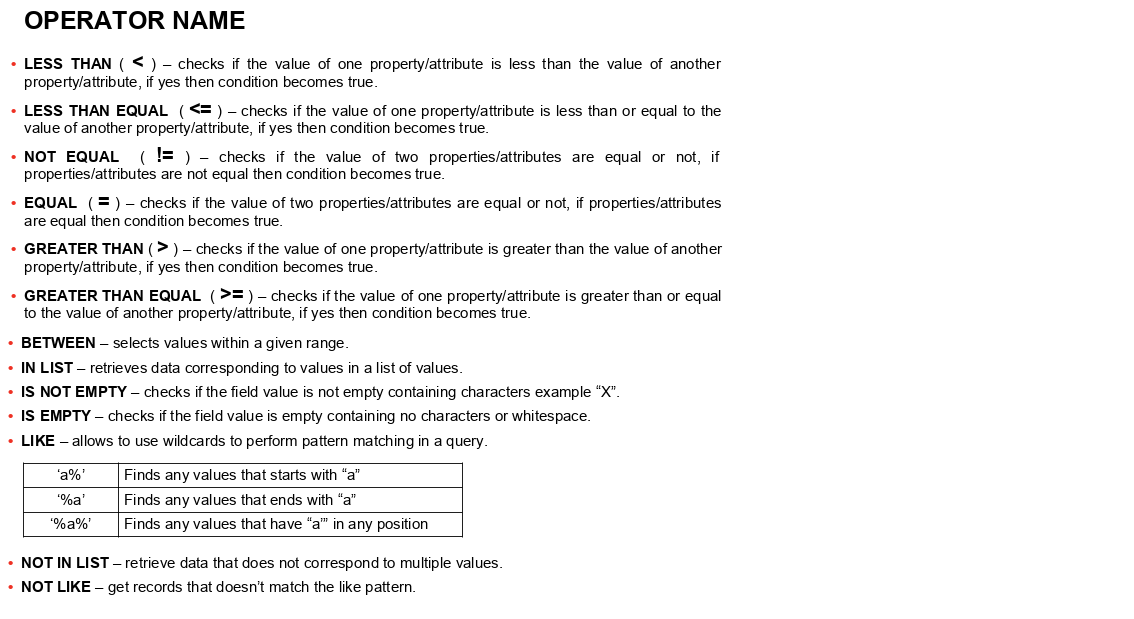 OPERATOR NAME
• LESS THAN ( < ) – checks if the value of one property/attribute is less than the value of another
property/attribute, if yes then condition becomes true.
• LESS THAN EQUAL ( <= ) – checks if the value of one property/attribute is less than or equal to the
value of another property/attribute, if yes then condition becomes true.
• NOT EQUAL ( != ) – checks if the value of two properties/attributes are equal or not, if
properties/attributes are not equal then condition becomes true.
• EQUAL ( = ) – checks if the value of two properties/attributes are equal or not, if properties/attributes
are equal then condition becomes true.
• GREATER THAN ( > ) – checks if the value of one property/attribute is greater than the value of another
property/attribute, if yes then condition becomes true.
• GREATER THAN EQUAL ( >= ) – checks if the value of one property/attribute is greater than or equal
to the value of another property/attribute, if yes then condition becomes true.
• BETWEEN – selects values within a given range.
• IN LIST – retrieves data corresponding to values in a list of values.
• IS NOT EMPTY – checks if the field value is not empty containing characters example “X”.
• IS EMPTY – checks if the field value is empty containing no characters or whitespace.
• LIKE – allows to use wildcards to perform pattern matching in a query.
‘a%’ Finds any values that starts with “a”
‘%a’ Finds any values that ends with “a”
‘%a%’ Finds any values that have “a’” in any position
• NOT IN LIST – retrieve data that does not correspond to multiple values.
• NOT LIKE – get records that doesn’t match the like pattern.